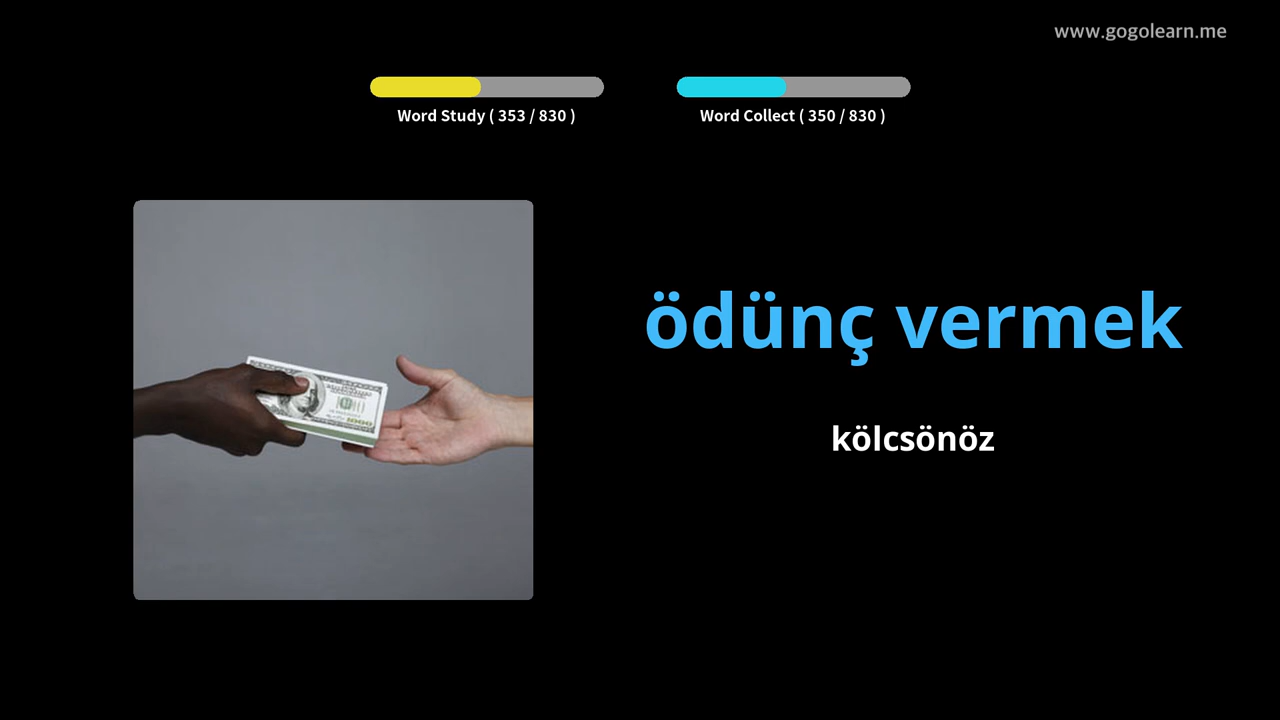 www.gogolearn.me
Word Study ( 353 / 830 )
Word Collect ( 350 / 830 )
ödünç vermek
kölcsönöz